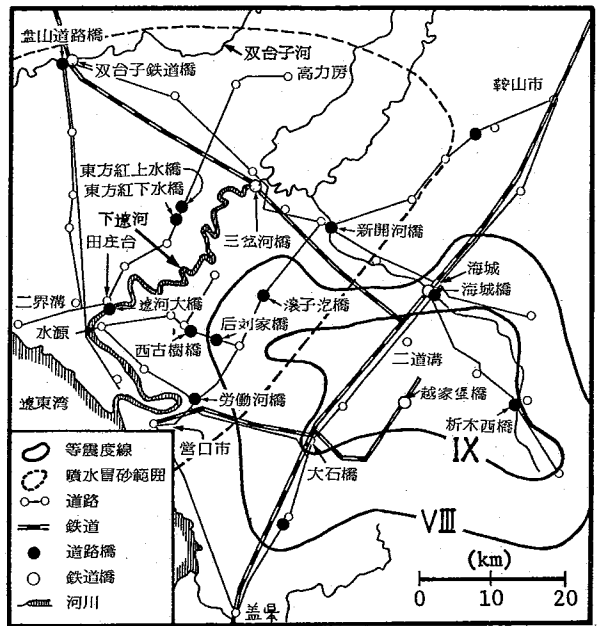 盘山道路橋
双台子河
双台子鉄道橋
高力房
鞍山市
東方紅上水橋
東方紅下水橋
下遼河
田庄台
三岔河橋
新開河橋
二界溝
遼河大橋
海城
海城橋
滾子泡橋
后刘家橋
水源
西古樹橋
二道溝
遼東湾
労働河橋
越家堡橋
析木西橋
営口市
大石橋
IX
VIII
盖県
等震度線
噴水冒砂範囲
道路
鉄道
道路橋
鉄道橋
河川
(km)
0 10 20